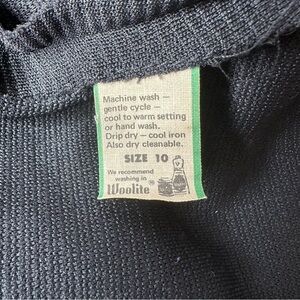 Machine wash —
gentle cycle —
cool to warm setting
or hand wash.
Drip dry — cool iron
Also dry cleanable.
SIZE 10
We recommend
washing in
Woolite®